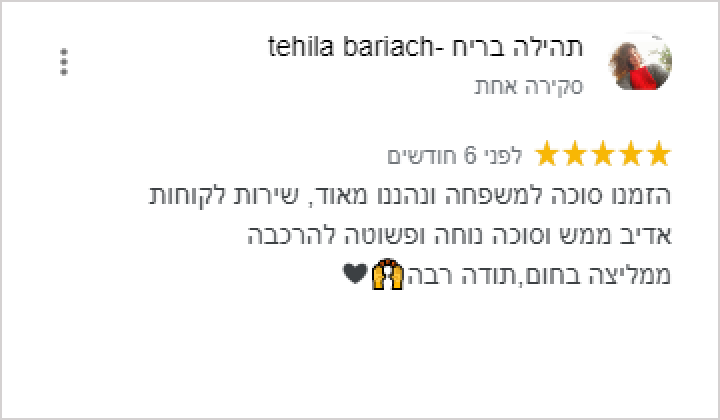 תהילה בריח -tehila bariach
סקירה אחת
לפני 6 חודשים
הזמנו סוכה למשפחה ונהננו מאוד, שירות לקוחות
אדיב ממש וסוכה נוחה ופשוטה להרכבה
ממליצה בחום,תודה רבה🙌🖤